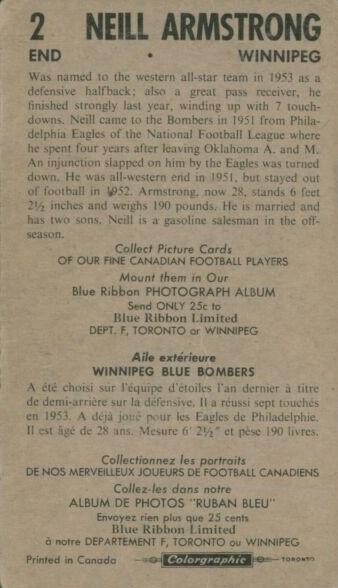 2 NEILL ARMSTRONG
END • WINNIPEG
Was named to the western all-star team in 1953 as a
defensive halfback; also a great pass receiver, he
finished strongly last year, winding up with 7 touch-
downs. Neill came to the Bombers in 1951 from Phila-
delphia Eagles of the National Football League where
he spent four years after leaving Oklahoma A. and M.
An injunction slapped on him by the Eagles was turned
down. He was all-western end in 1951, but stayed out
of football in 1952. Armstrong, now 28, stands 6 feet
2½ inches and weighs 190 pounds. He is married and
has two sons. Neill is a gasoline salesman in the off-
season.
Collect Picture Cards
OF OUR FINE CANADIAN FOOTBALL PLAYERS
Mount them in Our
Blue Ribbon PHOTOGRAPH ALBUM
Send ONLY 25c to
Blue Ribbon Limited
DEPT. F, TORONTO or WINNIPEG
Aile extérieure
WINNIPEG BLUE BOMBERS
A été choisi sur l'équipe d'étoiles l'an dernier à titre
de demi-arrière sur la défensive. Il a réussi sept touchés
en 1953. A déjà joué pour les Eagles de Philadelphie.
Il est âgé de 28 ans. Mesure 6' 2½" et pèse 190 livres.
Collectionnez les portraits
DE NOS MERVEILLEUX JOUEURS DE FOOTBALL CANADIENS
Collez-les dans notre
ALBUM DE PHOTOS "RUBAN BLEU"
Envoyez rien plus que 25 cents
Blue Ribbon Limited
à notre DEPARTEMENT F, TORONTO ou WINNIPEG
Printed in Canada Colorgraphic TORONTO